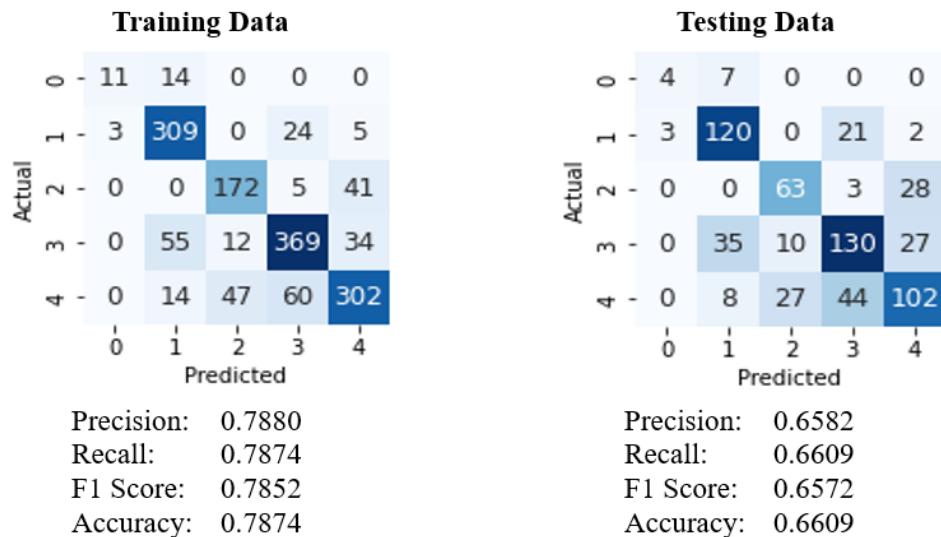 Training Data
0 11 14 0 0 0
1 3 309 0 24 5
2 0 0 172 5 41
3 0 55 12 369 34
4 0 14 47 60 302
Actual
0 1 2 3 4
Predicted
Precision: 0.7880
Recall: 0.7874
F1 Score: 0.7852
Accuracy: 0.7874
Testing Data
0 4 7 0 0 0
1 3 120 0 21 2
2 0 0 63 3 28
3 0 35 10 130 27
4 0 8 27 44 102
Actual
0 1 2 3 4
Predicted
Precision: 0.6582
Recall: 0.6609
F1 Score: 0.6572
Accuracy: 0.6609